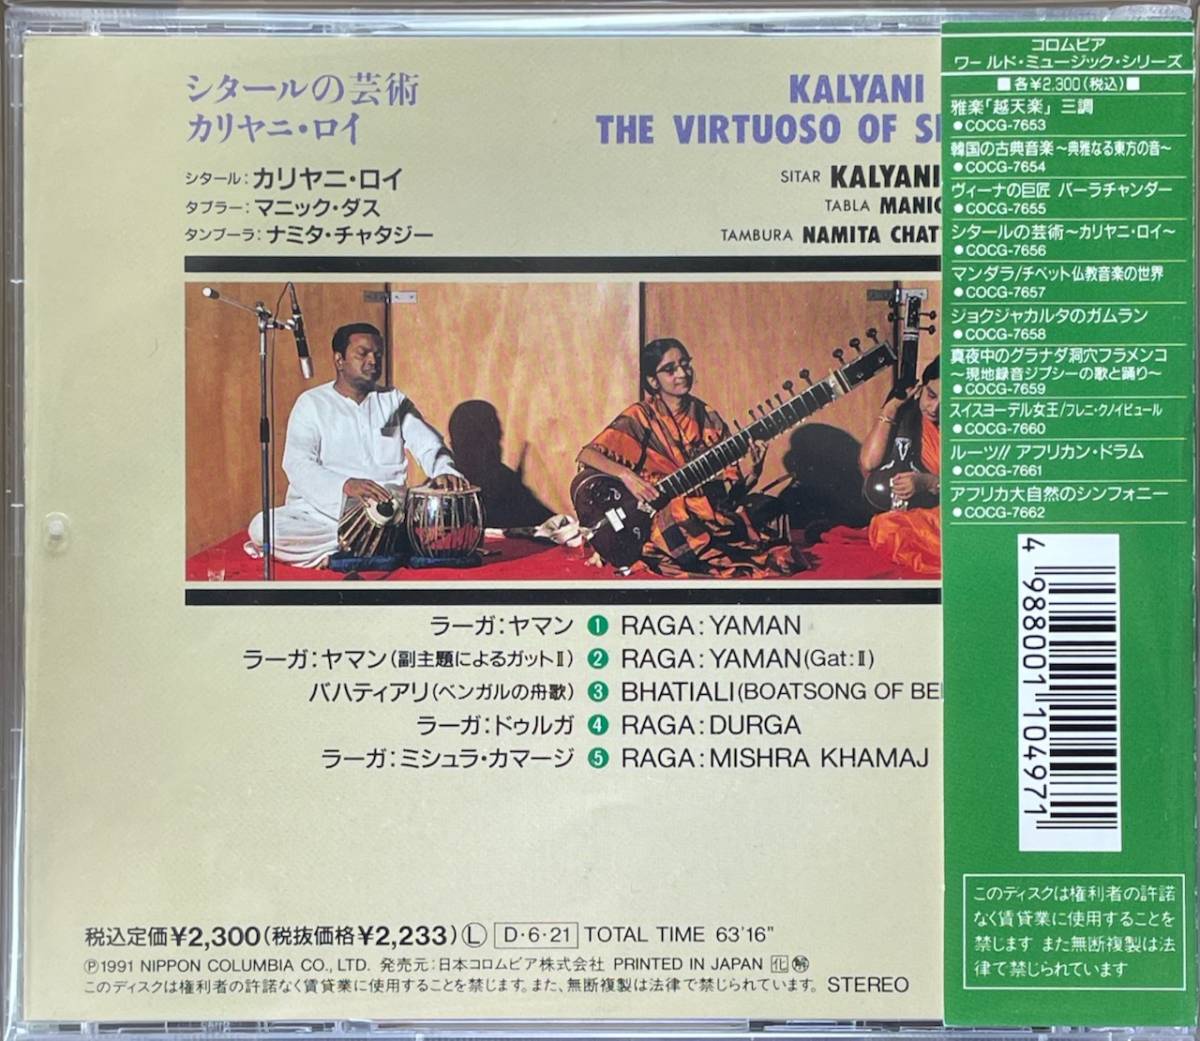 シタールの芸術
カリヤニ・ロイ
シタール: カリヤニ・ロイ
タブラー: マニック・ダス
タンブーラ: ナミタ・チャタジー
KALYANI
THE VIRTUOSO OF
SITAR KALYANI
TABLA
TAMBURA NAMITA
ラーガ:ヤマン ❶ RAGA: YAMAN
ラーガ:ヤマン(副主題によるガットⅡ) ❷ RAGA: YAMAN(Gat:Ⅱ)
バハティアリ(ベンガルの舟歌) ❸ BHATIALI(BOATSONG OF
ラーガ:ドゥルガ ❹ RAGA: DURGA
ラーガ:ミシュラ・カマージ ❺ RAGA: MISHRA KHAMAJ
税込定価¥2,300(税抜価格¥2,233) Ⓛ D・6・21 TOTAL TIME 63'16"
Ⓟ1991 NIPPON COLUMBIA CO., LTD. 発売元:日本コロムビア株式会社 PRINTED IN JAPAN
このディスクは権利者の許諾なく賃貸業に使用することを禁じます。また、無断複製は法律で禁じられています。 STEREO
コロムビア
ワールド・ミュージック・シリーズ
■各¥2,300(税込)■
雅楽「越天楽」三調
●COCG-7653
韓国の古典音楽〜典雅なる東方の音〜
●COCG-7654
ヴィーナの巨匠 バーラチャンダー
●COCG-7655
シタールの芸術〜カリヤニ・ロイ〜
●COCG-7656
マンダラ/チベット仏教音楽の世界
●COCG-7657
ジョクジャカルタのガムラン
●COCG-7658
真夜中のグラナダ洞穴フラメンコ
〜現地録音ジプシーの歌と踊り〜
●COCG-7659
スイスヨーデル女王/フレニ・クノイビュール
●COCG-7660
ルーツ!! アフリカン・ドラム
●COCG-7661
アフリカ大自然のシンフォニー
●COCG-7662
4 988001 104971
このディスクは権利者の許諾
なく賃貸業に使用することを
禁じます また無断複製は法
律で禁じられています